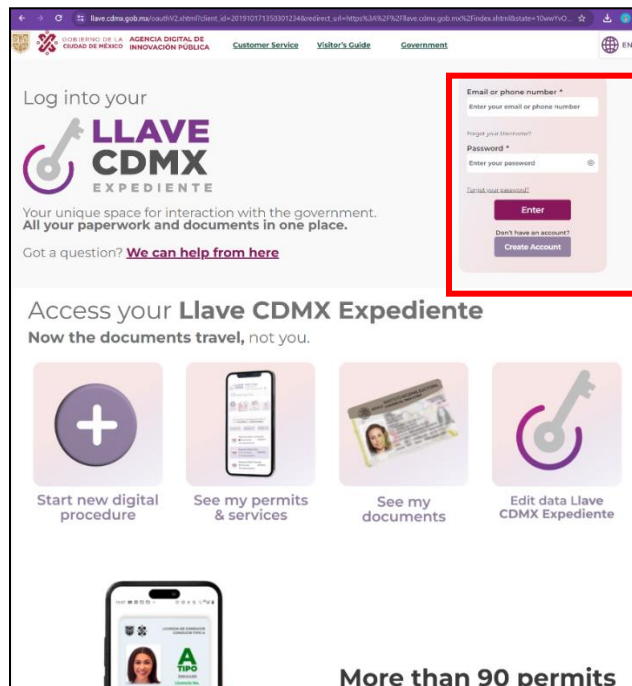 llave.cdmx.gob.mx/oauthV2.xhtml?client_id=201910171350301234&redirect_url=https%3A%2F%2Fllave.cdmx.gob.mx%2Findex.xhtml&state=10wwYvO...
GOBIERNO DE LA
CIUDAD DE MÉXICO
AGENCIA DIGITAL DE
INNOVACIÓN PÚBLICA
Customer Service
Visitor's Guide
Government
EN
Log into your
LLAVE
CDMX
EXPEDIENTE
Your unique space for interaction with the government.
All your paperwork and documents in one place.
Got a question? We can help from here
Email or phone number *
Enter your email or phone number
Forgot your Username?
Password *
Enter your password
Forgot your password?
Enter
Don't have an account?
Create Account
Access your Llave CDMX Expediente
Now the documents travel, not you.
Start new digital
procedure
See my permits
& services
See my
documents
Edit data Llave
CDMX Expediente
LICENCIA DE CONDUCIR
A
TIPO
More than 90 permits